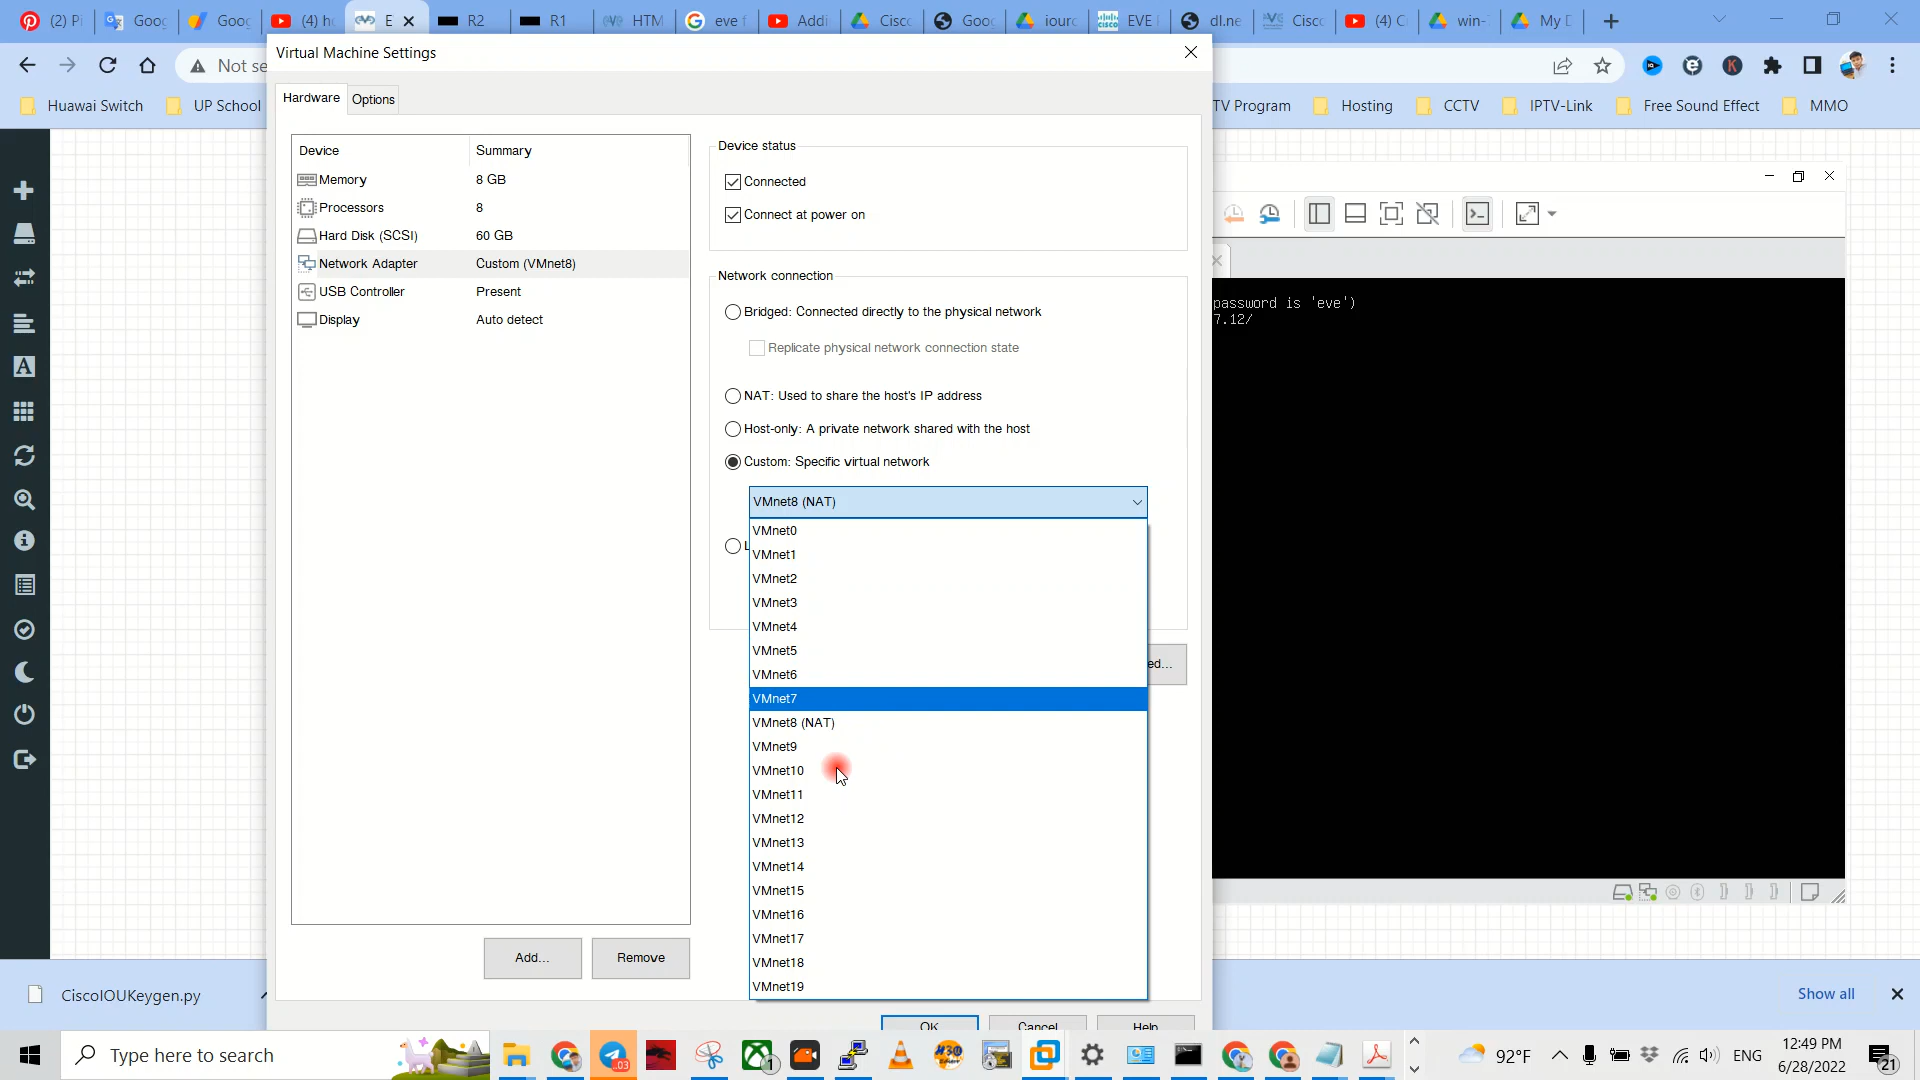 (2) Pi
Goog
Goog
(4) h
E
R2
R1
HTM
eve f
Addi
Cisc
Goo
iourc
EVE
dl.ne
Cisc
(4) C
win-
My D
Not se
Huawai Switch
UP School
TV Program
Hosting
CCTV
IPTV-Link
Free Sound Effect
MMO
Virtual Machine Settings
Hardware
Options
Device
Summary
Memory
8 GB
Processors
8
Hard Disk (SCSI)
60 GB
Network Adapter
Custom (VMnet8)
USB Controller
Present
Display
Auto detect
Add...
Remove
Device status
Connected
Connect at power on
Network connection
Bridged: Connected directly to the physical network
Replicate physical network connection state
NAT: Used to share the host's IP address
Host-only: A private network shared with the host
Custom: Specific virtual network
VMnet8 (NAT)
VMnet0
VMnet1
VMnet2
VMnet3
VMnet4
VMnet5
VMnet6
VMnet7
VMnet8 (NAT)
VMnet9
VMnet10
VMnet11
VMnet12
VMnet13
VMnet14
VMnet15
VMnet16
VMnet17
VMnet18
VMnet19
ed...
OK
Cancel
Help
password is 'eve')
7.12/
CiscoIOUKeygen.py
Show all
Type here to search
92°F
ENG
12:49 PM
6/28/2022
21